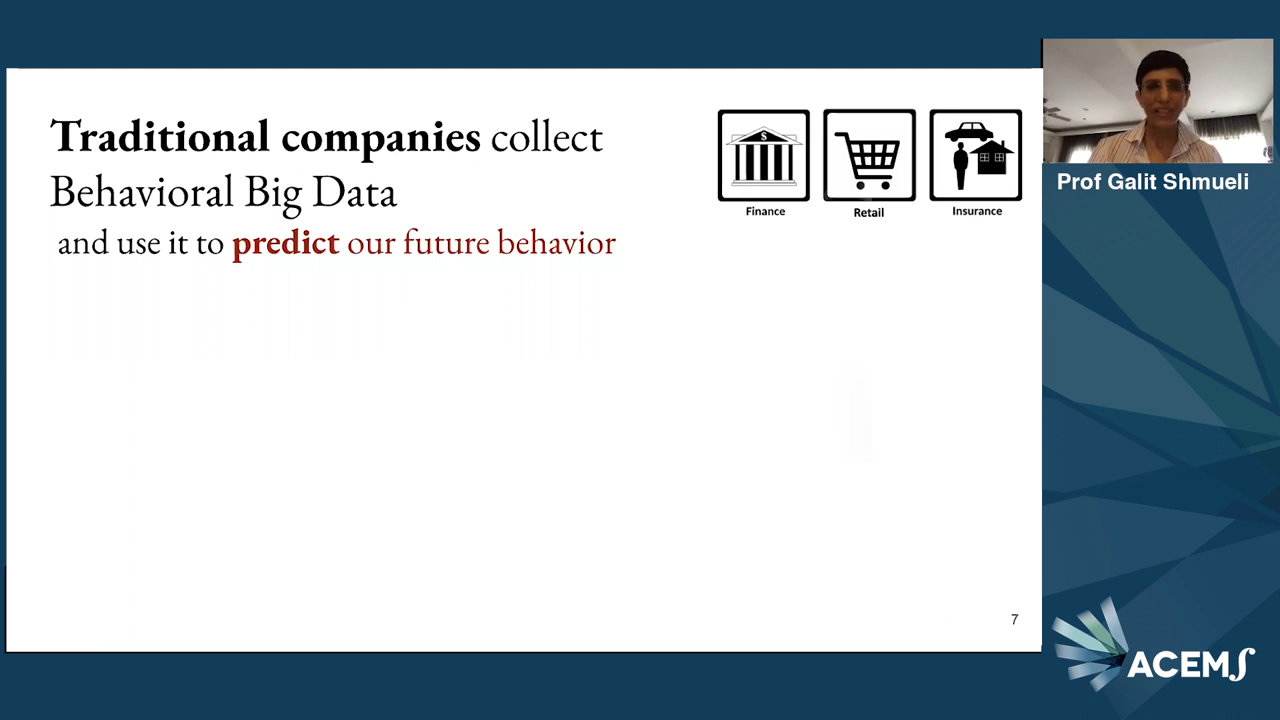 Traditional companies collect
Behavioral Big Data
and use it to predict our future behavior
$
Finance
Retail
Insurance
Prof Galit Shmueli
7
ACEMS